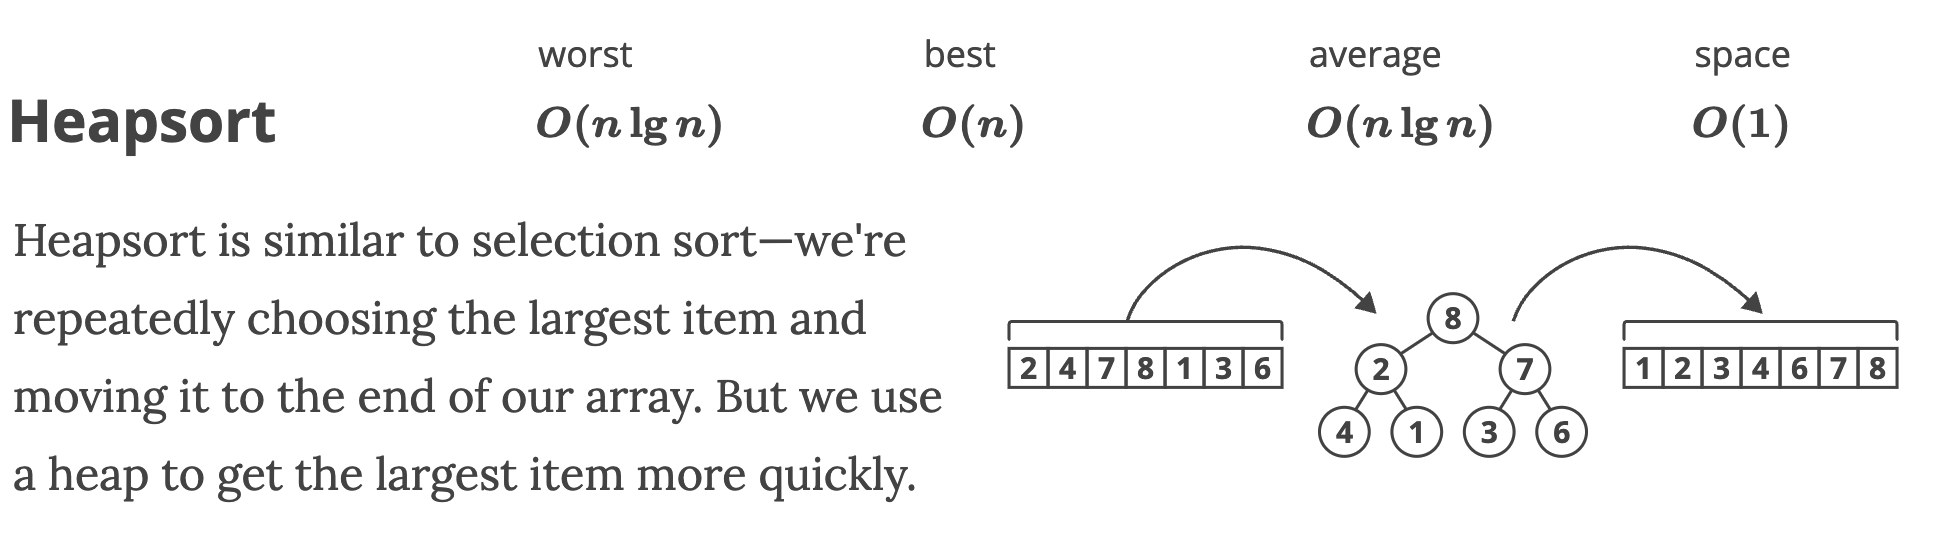 worst best average space
Heapsort O(n lg n) O(n) O(n lg n) O(1)
Heapsort is similar to selection sort—we're
repeatedly choosing the largest item and
moving it to the end of our array. But we use
a heap to get the largest item more quickly.
2 4 7 8 1 3 6
8
2 7
4 1 3 6
1 2 3 4 6 7 8